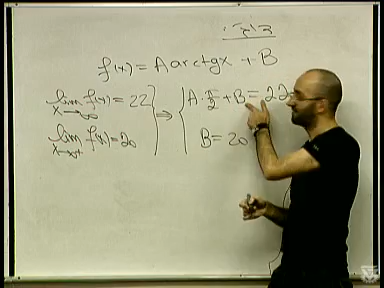 f(x) = A arctgx + B
lim f(x) = 22
x→∞
lim f(x) = 20
⇒
A · π/2 + B = 22
B = 20